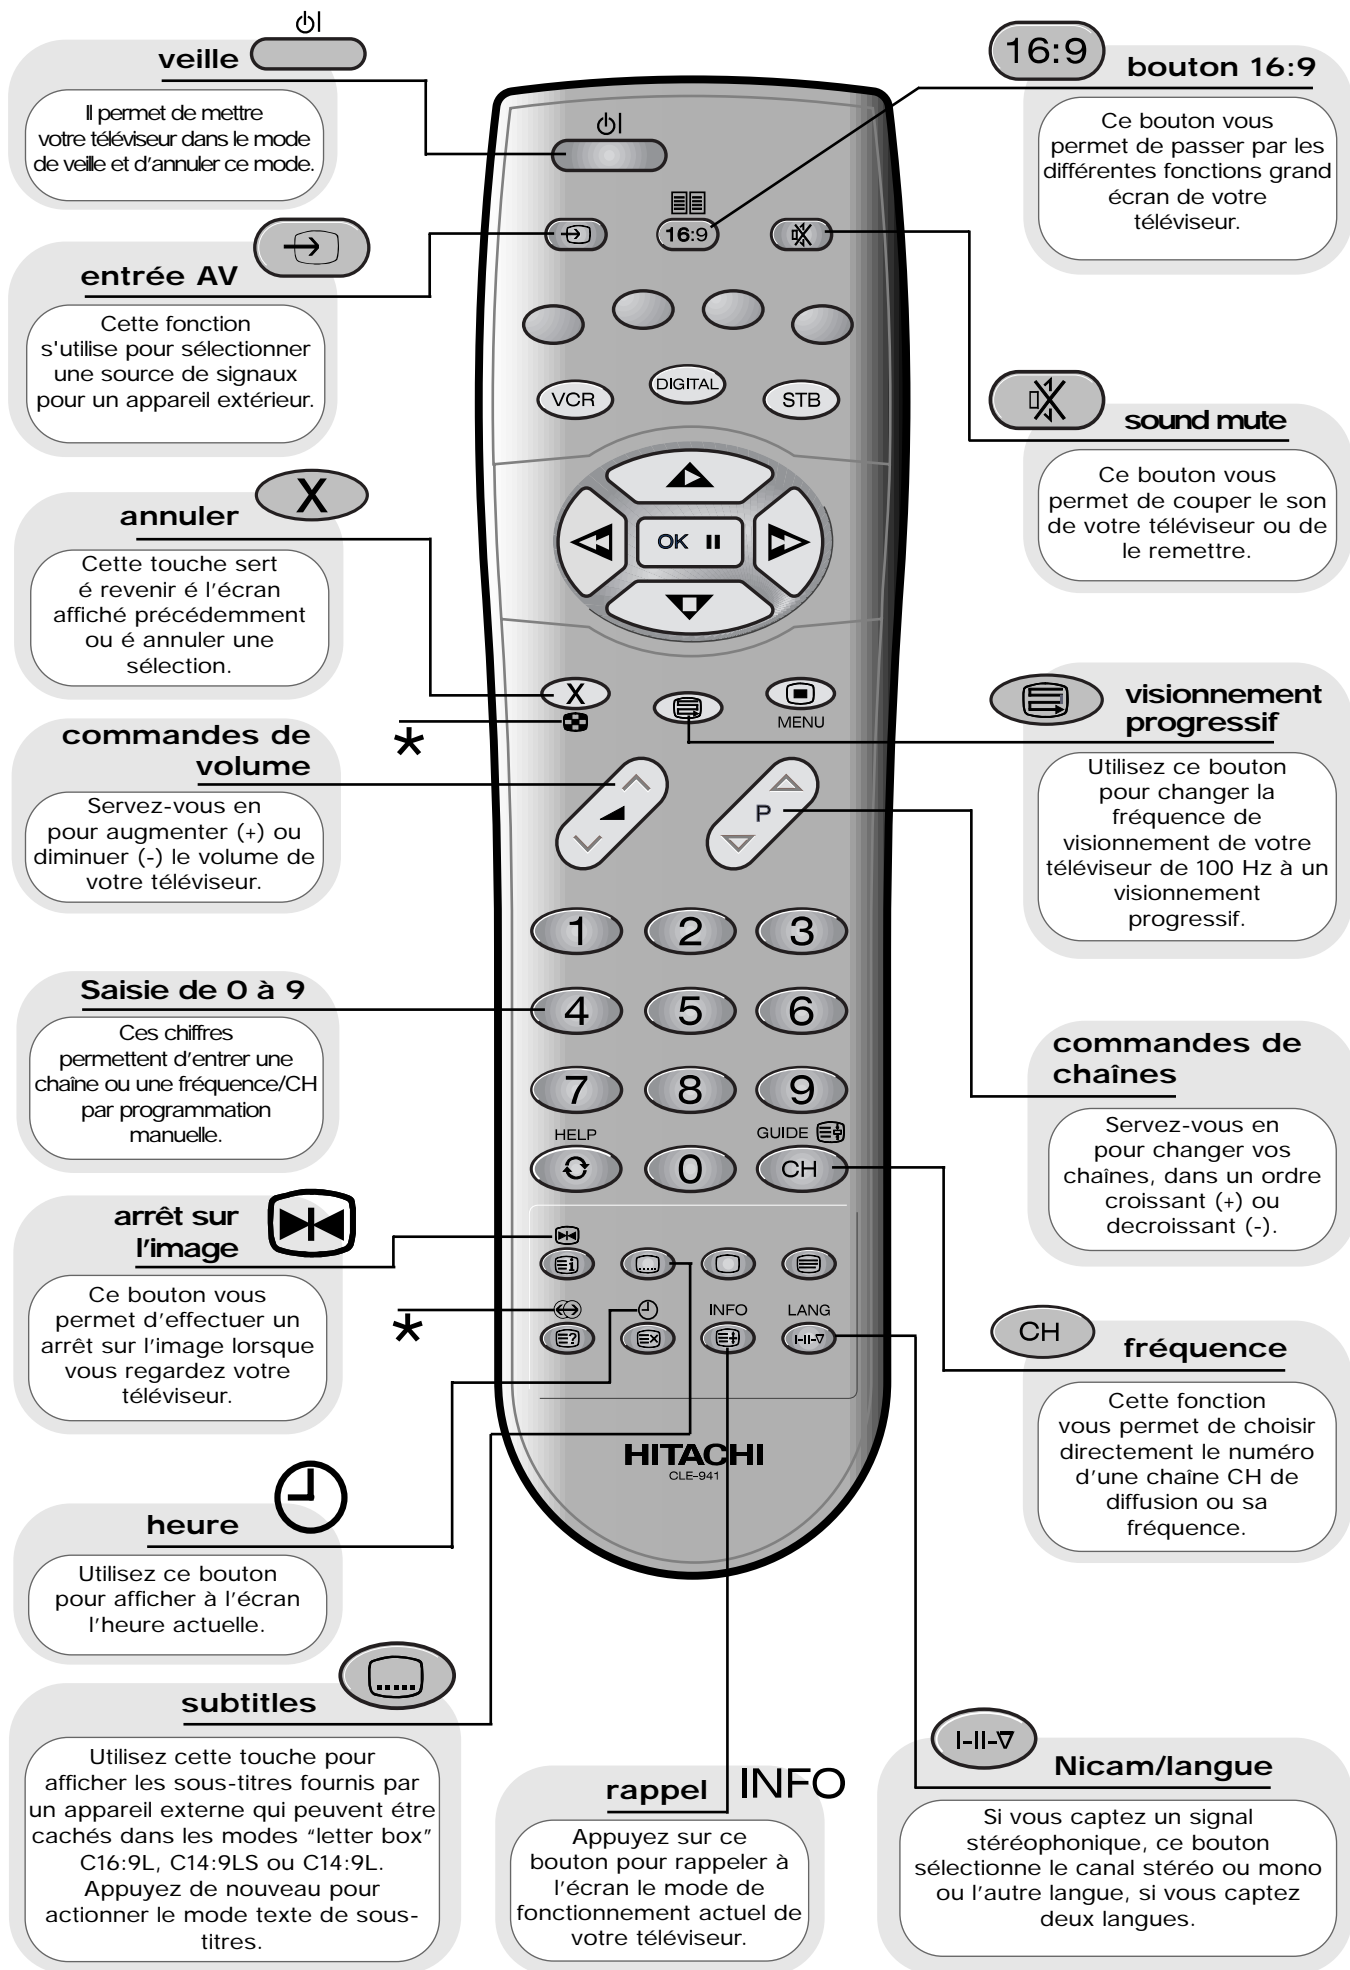 veille
Il permet de mettre
votre téléviseur dans le mode
de veille et d'annuler ce mode.
entrée AV
Cette fonction
s'utilise pour sélectionner
une source de signaux
pour un appareil extérieur.
X
annuler
Cette touche sert
é revenir é l'écran
affiché précédemment
ou é annuler une
sélection.
*
commandes de
volume
Servez-vous en
pour augmenter (+) ou
diminuer (-) le volume de
votre téléviseur.
Saisie de 0 à 9
Ces chiffres
permettent d'entrer une
chaîne ou une fréquence/CH
par programmation
manuelle.
arrêt sur
l'image
Ce bouton vous
permet d'effectuer un
arrêt sur l'image lorsque
vous regardez votre
téléviseur.
*
heure
Utilisez ce bouton
pour afficher à l'écran
l'heure actuelle.
subtitles
Utilisez cette touche pour
afficher les sous-titres fournis par
un appareil externe qui peuvent étre
cachés dans les modes “letter box”
C16:9L, C14:9LS ou C14:9L.
Appuyez de nouveau pour
actionner le mode texte de sous-
titres.
16:9
VCR
DIGITAL
STB
OK II
X
MENU
P
1 2 3
4 5 6
7 8 9
HELP
GUIDE
0
CH
INFO
LANG
I-II-∇
HITACHI
CLE-941
rappel INFO
Appuyez sur ce
bouton pour rappeler à
l'écran le mode de
fonctionnement actuel de
votre téléviseur.
16:9
bouton 16:9
Ce bouton vous
permet de passer par les
différentes fonctions grand
écran de votre
téléviseur.
sound mute
Ce bouton vous
permet de couper le son
de votre téléviseur ou de
le remettre.
visionnement
progressif
Utilisez ce bouton
pour changer la
fréquence de
visionnement de votre
téléviseur de 100 Hz à un
visionnement
progressif.
commandes de
chaînes
Servez-vous en
pour changer vos
chaînes, dans un ordre
croissant (+) ou
decroissant (-).
CH
fréquence
Cette fonction
vous permet de choisir
directement le numéro
d'une chaîne CH de
diffusion ou sa
fréquence.
I-II-∇
Nicam/langue
Si vous captez un signal
stéréophonique, ce bouton
sélectionne le canal stéréo ou mono
ou l'autre langue, si vous captez
deux langues.